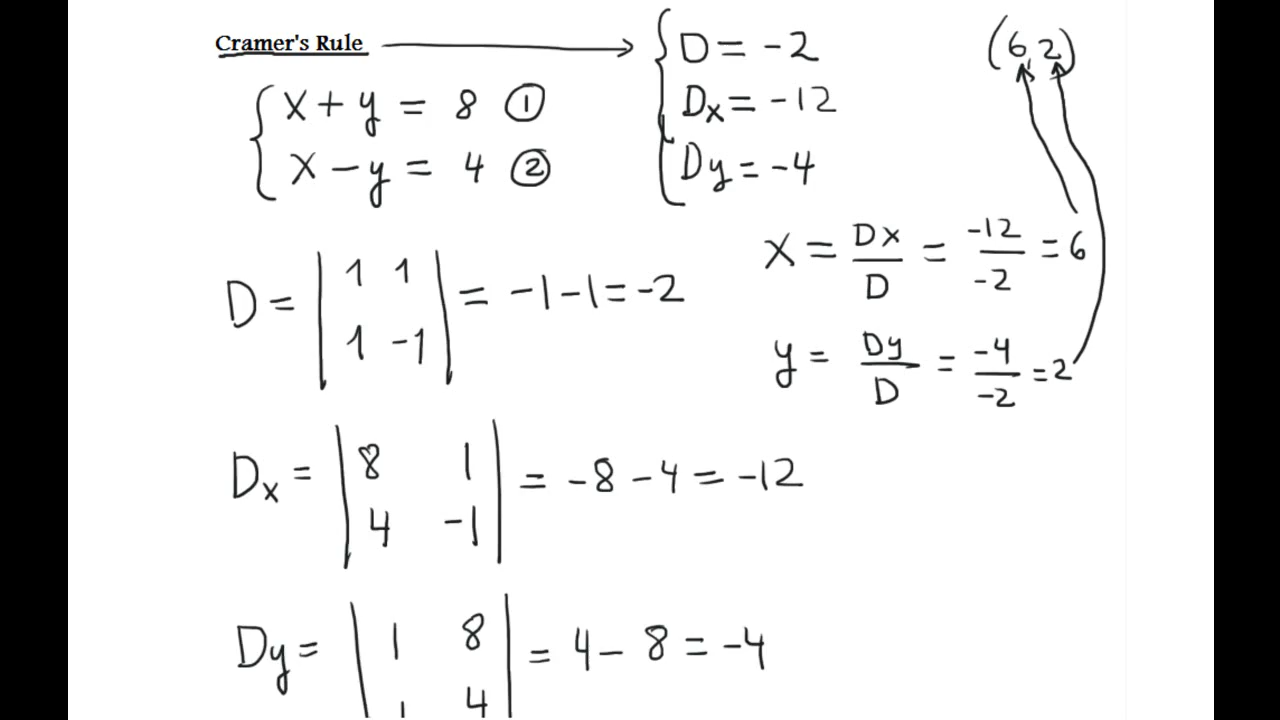 Cramer's Rule
x + y = 8 ①
x - y = 4 ②
D = -2
Dx = -12
Dy = -4
(6, 2)
x = Dx/D = -12/-2 = 6
y = Dy/D = -4/-2 = 2
D = | 1 1 | = -1 - 1 = -2
| 1 -1 |
Dx = | 8 1 | = -8 - 4 = -12
| 4 -1 |
Dy = | 1 8 | = 4 - 8 = -4
| 1 4 |